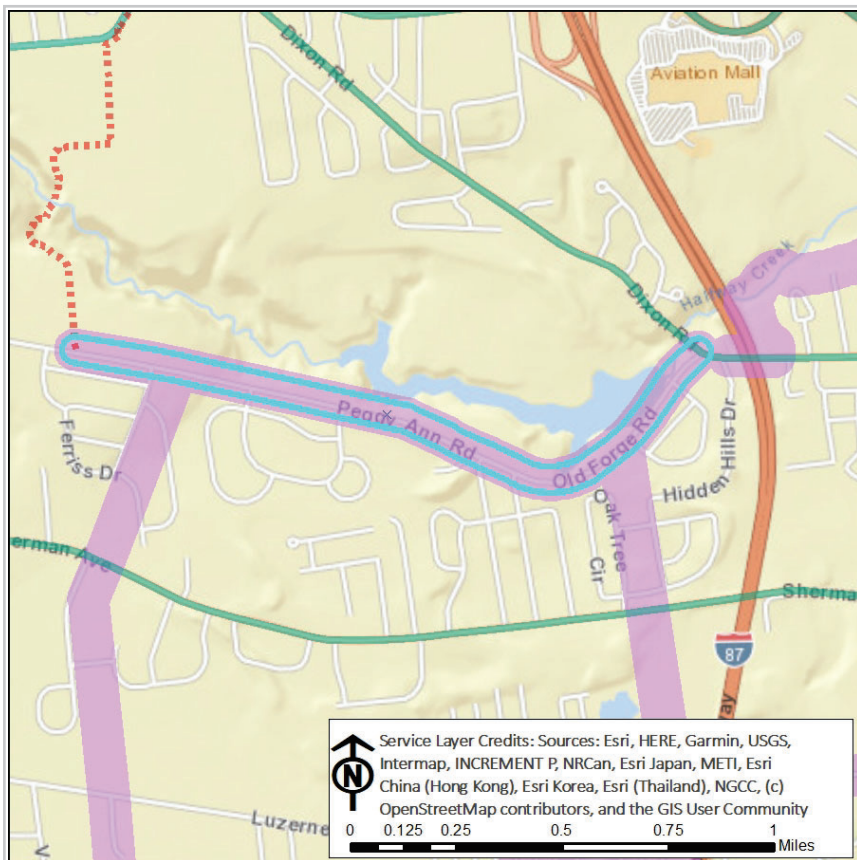 Dixon Rd
Aviation Mall
Halfway Creek
Dixon Rd
Peggy Ann Rd
Old Forge Rd
Ferriss Dr
Hidden Hills Dr
Oak Tree
Cir
erman Ave
Sherma
87
way
Luzerne
V
N
Service Layer Credits: Sources: Esri, HERE, Garmin, USGS,
Intermap, INCREMENT P, NRCan, Esri Japan, METI, Esri
China (Hong Kong), Esri Korea, Esri (Thailand), NGCC, (c)
OpenStreetMap contributors, and the GIS User Community
0 0.125 0.25 0.5 0.75 1
Miles